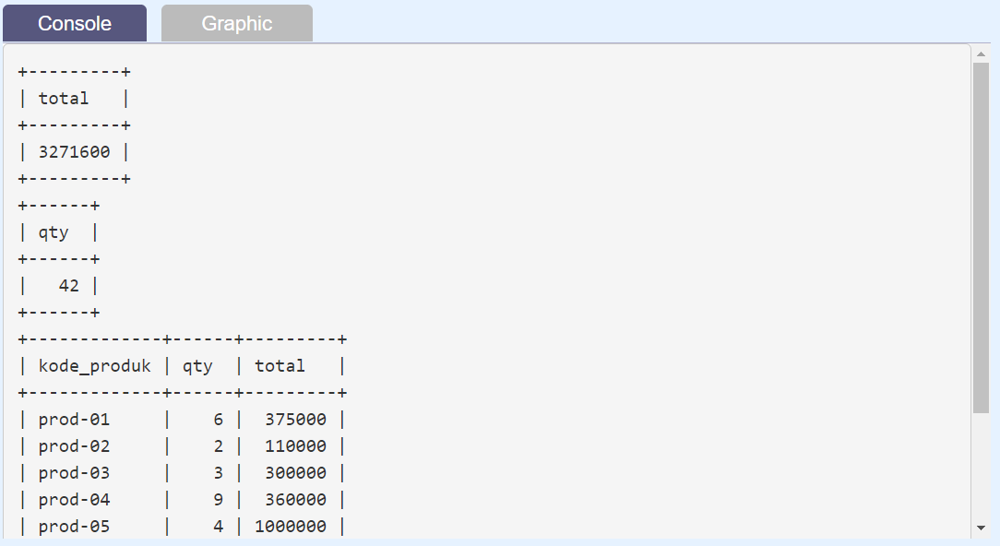 Console Graphic
+---------+
| total   |
+---------+
| 3271600 |
+---------+
+------+
| qty  |
+------+
|   42 |
+------+
+-------------+------+---------+
| kode_produk | qty  | total   |
+-------------+------+---------+
| prod-01     |    6 |  375000 |
| prod-02     |    2 |  110000 |
| prod-03     |    3 |  300000 |
| prod-04     |    9 |  360000 |
| prod-05     |    4 | 1000000 |